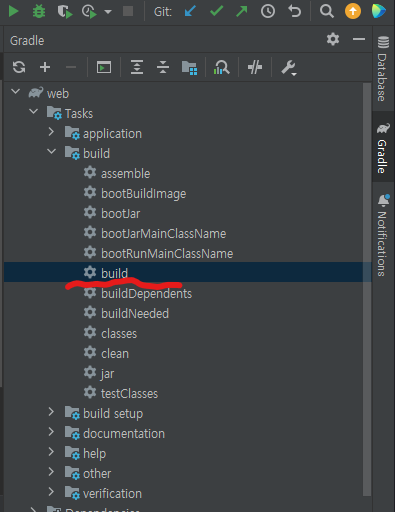 Git:
Gradle
web
Tasks
application
build
assemble
bootBuildImage
bootJar
bootJarMainClassName
bootRunMainClassName
build
buildDependents
buildNeeded
classes
clean
jar
testClasses
build setup
documentation
help
other
verification
Dependencies
Database
Gradle
Notifications